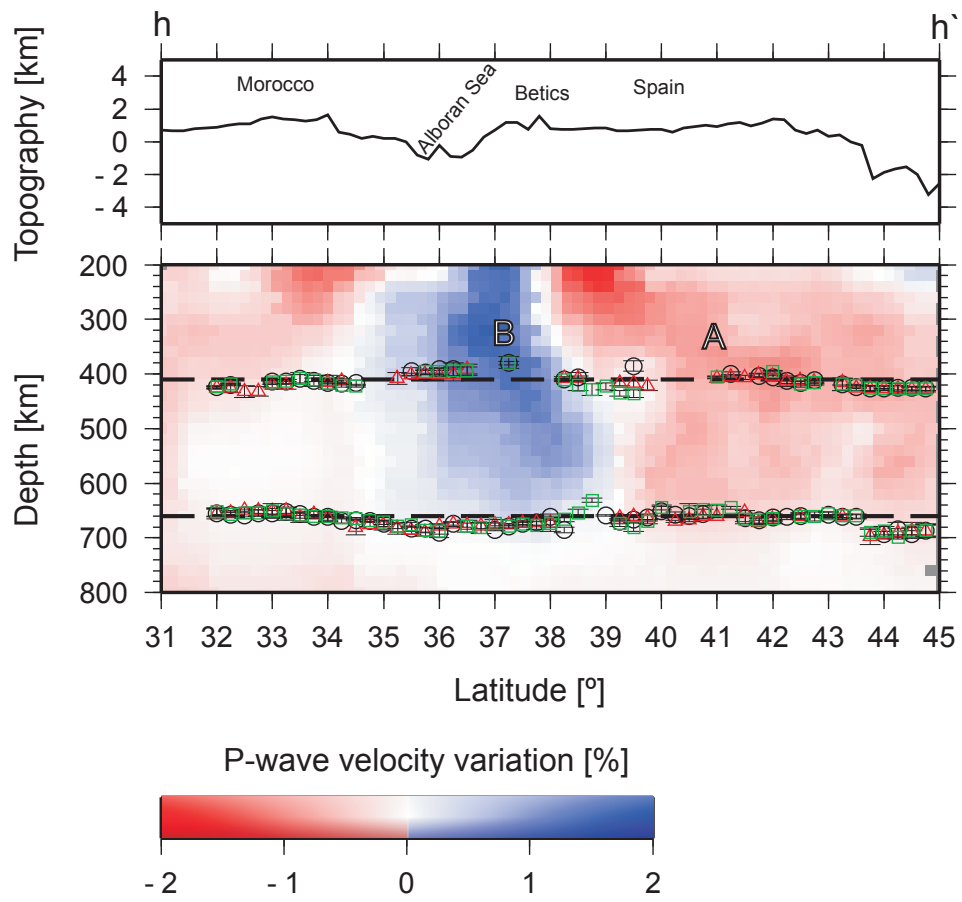 h h`
Topography [km]
4
2
0
- 2
- 4
Morocco
Alboran Sea
Betics
Spain
Depth [km]
200
300
400
500
600
700
800
B
A
31 32 33 34 35 36 37 38 39 40 41 42 43 44 45
Latitude [º]
P-wave velocity variation [%]
- 2 - 1 0 1 2